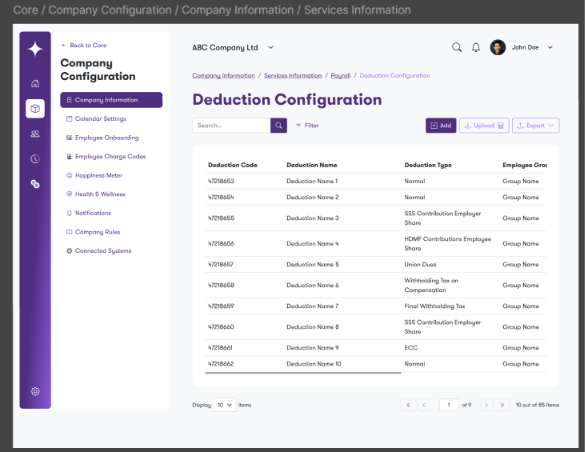 Core / Company Configuration / Company Information / Services Information
Back to Core
Company
Configuration
Company Information
Calendar Settings
Employee Onboarding
Employee Charge Codes
Happiness Meter
Health & Wellness
Notifications
Company Rules
Connected Systems
ABC Company Ltd
John Doe
Company Information / Services Information / Payroll / Deduction Configuration
Deduction Configuration
Search...
Filter
Add
Upload
Export
Deduction Code Deduction Name Deduction Type Employee Grou
47218653 Deduction Name 1 Normal Group Name
47218654 Deduction Name 2 Normal Group Name
47218655 Deduction Name 3 SSS Contribution Employer Group Name
Share
47218656 Deduction Name 4 HDMF Contributions Employee Group Name
Share
47218657 Deduction Name 5 Union Dues Group Name
47218658 Deduction Name 6 Withholding Tax on Group Name
Compensation
47218659 Deduction Name 7 Final Withholding Tax Group Name
47218660 Deduction Name 8 SSS Contribution Employer Group Name
Share
47218661 Deduction Name 9 ECC Group Name
47218662 Deduction Name 10 Normal Group Name
Display 10 Items
1 of 9
10 out of 85 Items